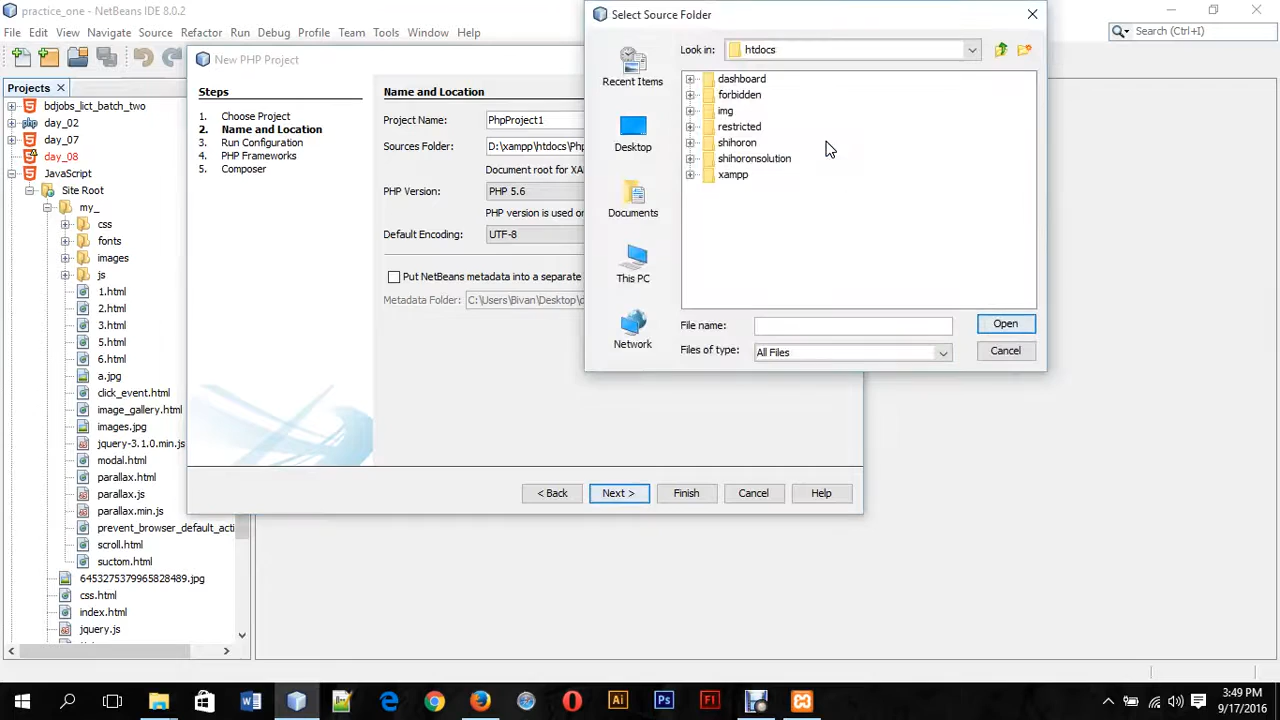 practice_one - NetBeans IDE 8.0.2
File Edit View Navigate Source Refactor Run Debug Profile Team Tools Window Help
Search (Ctrl+I)
Projects
bdjobs_lict_batch_two
day_02
day_07
day_08
JavaScript
Site Root
my_
css
fonts
images
js
1.html
2.html
3.html
5.html
6.html
a.jpg
click_event.html
image_gallery.html
images.jpg
jquery-3.1.0.min.js
modal.html
parallax.html
parallax.js
parallax.min.js
prevent_browser_default_acti
scroll.html
suctom.html
6453275379965828489.jpg
css.html
index.html
jquery.js
New PHP Project
Steps
1. Choose Project
2. Name and Location
3. Run Configuration
4. PHP Frameworks
5. Composer
Name and Location
Project Name: PhpProject1
Sources Folder: D:\xampp\htdocs\Php
Document root for XA
PHP Version: PHP 5.6
PHP version is used on
Default Encoding: UTF-8
Put NetBeans metadata into a separate
Metadata Folder: C:\Users\Bivan\Desktop\d
< Back Next > Finish Cancel Help
Select Source Folder
Look in: htdocs
Recent Items
Desktop
Documents
This PC
Network
dashboard
forbidden
img
restricted
shihoron
shihoronsolution
xampp
File name: Open
Files of type: All Files Cancel
3:49 PM
9/17/2016